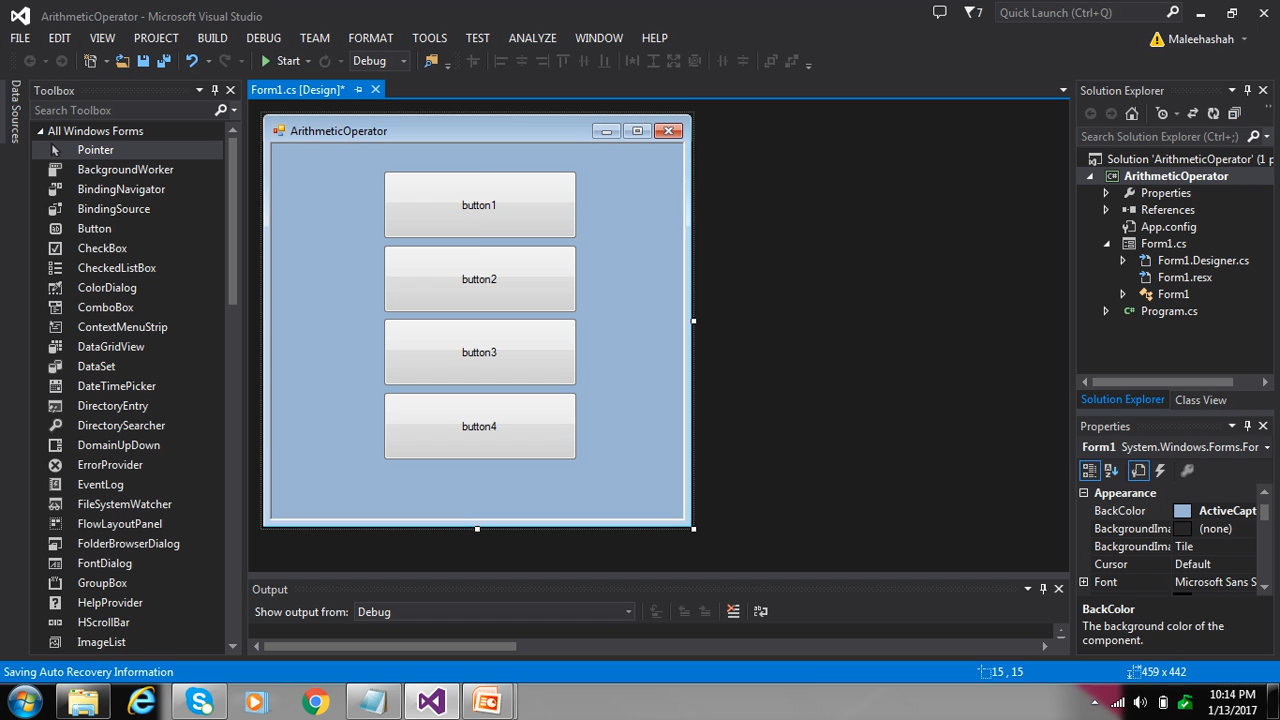 ArithmeticOperator - Microsoft Visual Studio
7
Quick Launch (Ctrl+Q)
FILE EDIT VIEW PROJECT BUILD DEBUG TEAM FORMAT TOOLS TEST ANALYZE WINDOW HELP
Maleehashah
Start
Debug
Data Sources
Toolbox
Search Toolbox
All Windows Forms
Pointer
BackgroundWorker
BindingNavigator
BindingSource
Button
CheckBox
CheckedListBox
ColorDialog
ComboBox
ContextMenuStrip
DataGridView
DataSet
DateTimePicker
DirectoryEntry
DirectorySearcher
DomainUpDown
ErrorProvider
EventLog
FileSystemWatcher
FlowLayoutPanel
FolderBrowserDialog
FontDialog
GroupBox
HelpProvider
HScrollBar
ImageList
Form1.cs [Design]*
ArithmeticOperator
button1
button2
button3
button4
Output
Show output from: Debug
Solution Explorer
Search Solution Explorer (Ctrl+;)
Solution 'ArithmeticOperator' (1 p
C# ArithmeticOperator
Properties
References
App.config
Form1.cs
Form1.Designer.cs
Form1.resx
Form1
C# Program.cs
Solution Explorer Class View
Properties
Form1 System.Windows.Forms.For
Appearance
BackColor ActiveCapt
BackgroundIma (none)
BackgroundIma Tile
Cursor Default
Font Microsoft Sans S
BackColor
The background color of the
component.
Saving Auto Recovery Information
15 , 15
459 x 442
10:14 PM
1/13/2017